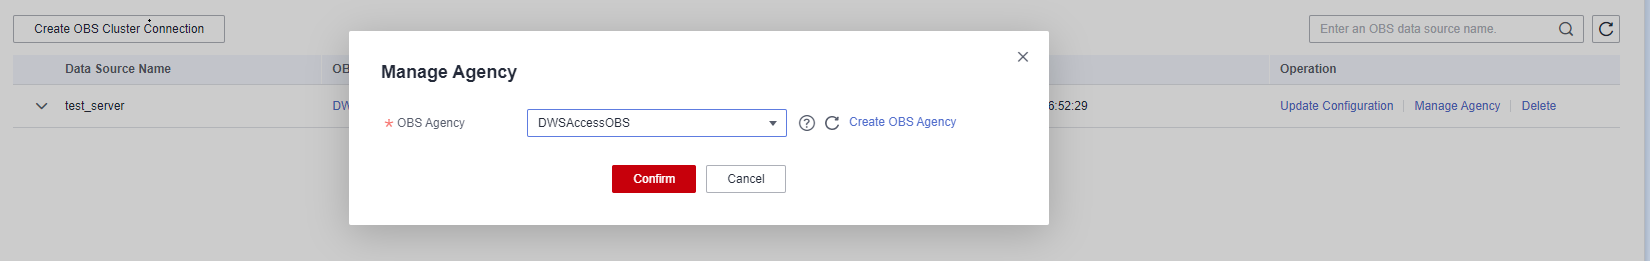 Create OBS Cluster Connection
Enter an OBS data source name.
Data Source Name
OB
Operation
test_server
DW
6:52:29
Update Configuration
Manage Agency
Delete
Manage Agency
* OBS Agency
DWSAccessOBS
Create OBS Agency
Confirm
Cancel